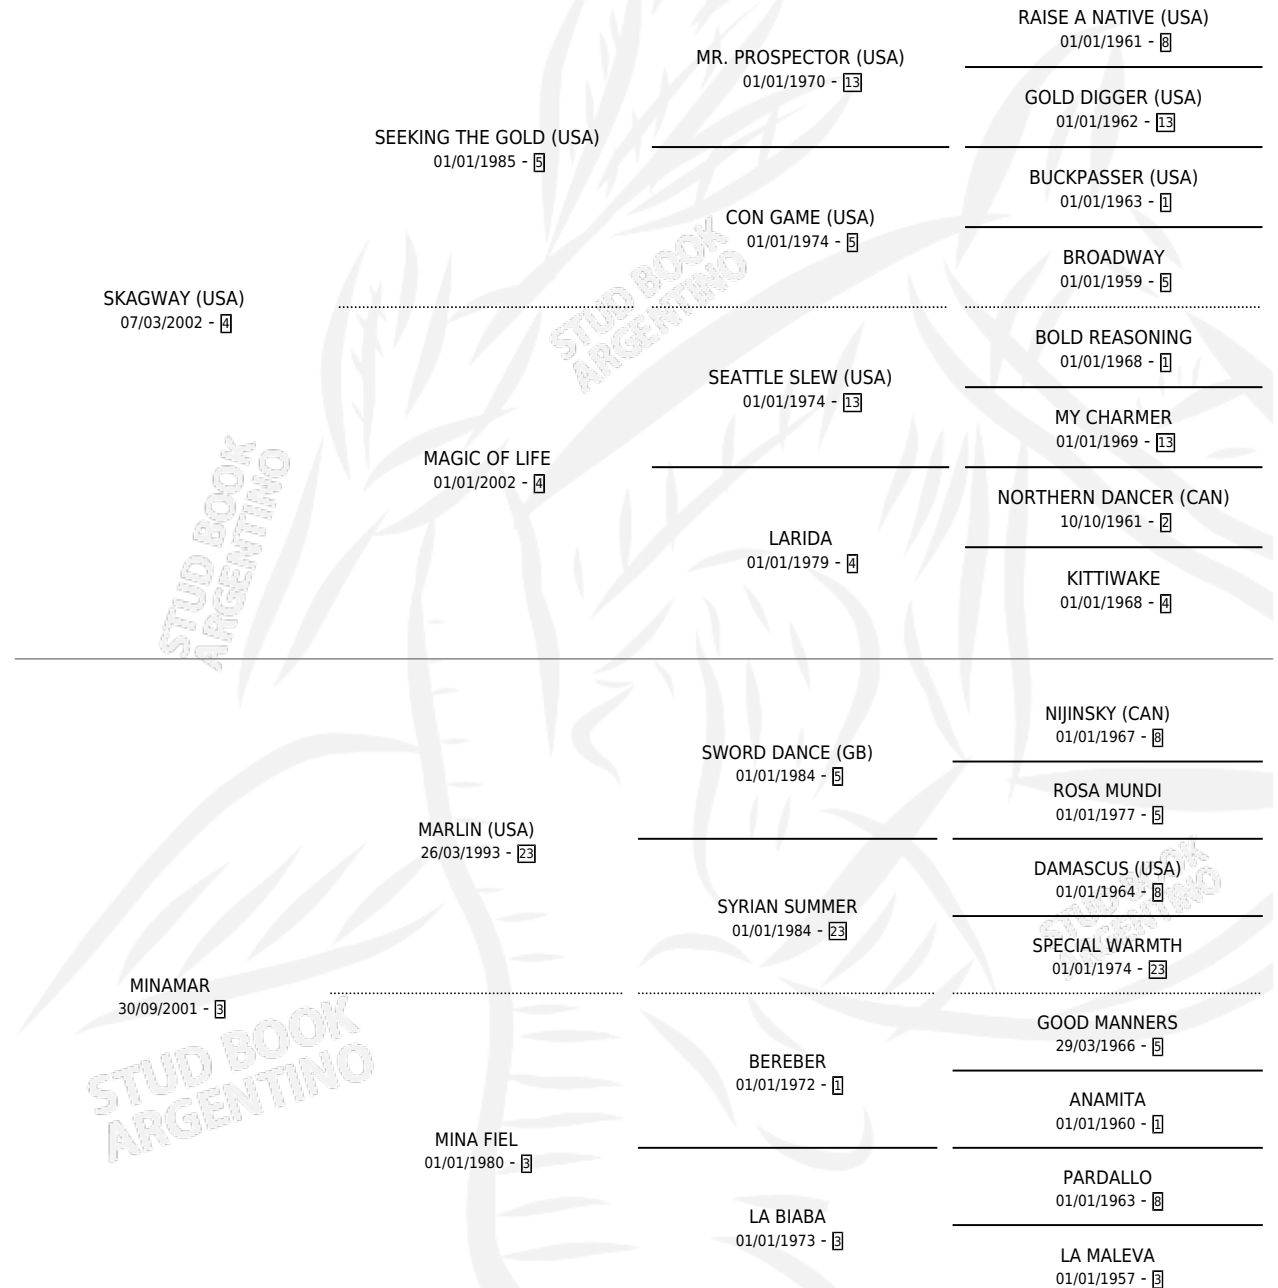 RAISE A NATIVE (USA)
01/01/1961 - 8
MR. PROSPECTOR (USA)
01/01/1970 - 13
GOLD DIGGER (USA)
01/01/1962 - 13
SEEKING THE GOLD (USA)
01/01/1985 - 5
BUCKPASSER (USA)
01/01/1963 - 1
CON GAME (USA)
01/01/1974 - 5
BROADWAY
01/01/1959 - 5
SKAGWAY (USA)
07/03/2002 - 4
STUD BOOK
ARGENTINO
BOLD REASONING
01/01/1968 - 1
SEATTLE SLEW (USA)
01/01/1974 - 13
MY CHARMER
01/01/1969 - 13
MAGIC OF LIFE
01/01/2002 - 4
NORTHERN DANCER (CAN)
10/10/1961 - 2
LARIDA
01/01/1979 - 4
KITTIWAKE
01/01/1968 - 4
STUD BOOK
ARGENTINO
NIJINSKY (CAN)
01/01/1967 - 8
SWORD DANCE (GB)
01/01/1984 - 5
ROSA MUNDI
01/01/1977 - 5
MARLIN (USA)
26/03/1993 - 23
DAMASCUS (USA)
01/01/1964 - 8
SYRIAN SUMMER
01/01/1984 - 23
STUD BOOK
ARGENTINO
SPECIAL WARMTH
01/01/1974 - 23
MINAMAR
30/09/2001 - 3
GOOD MANNERS
29/03/1966 - 5
BEREBER
01/01/1972 - 1
ANAMITA
01/01/1960 - 1
STUD BOOK
ARGENTINO
MINA FIEL
01/01/1980 - 3
PARDALLO
01/01/1963 - 8
LA BIABA
01/01/1973 - 3
LA MALEVA
01/01/1957 - 3